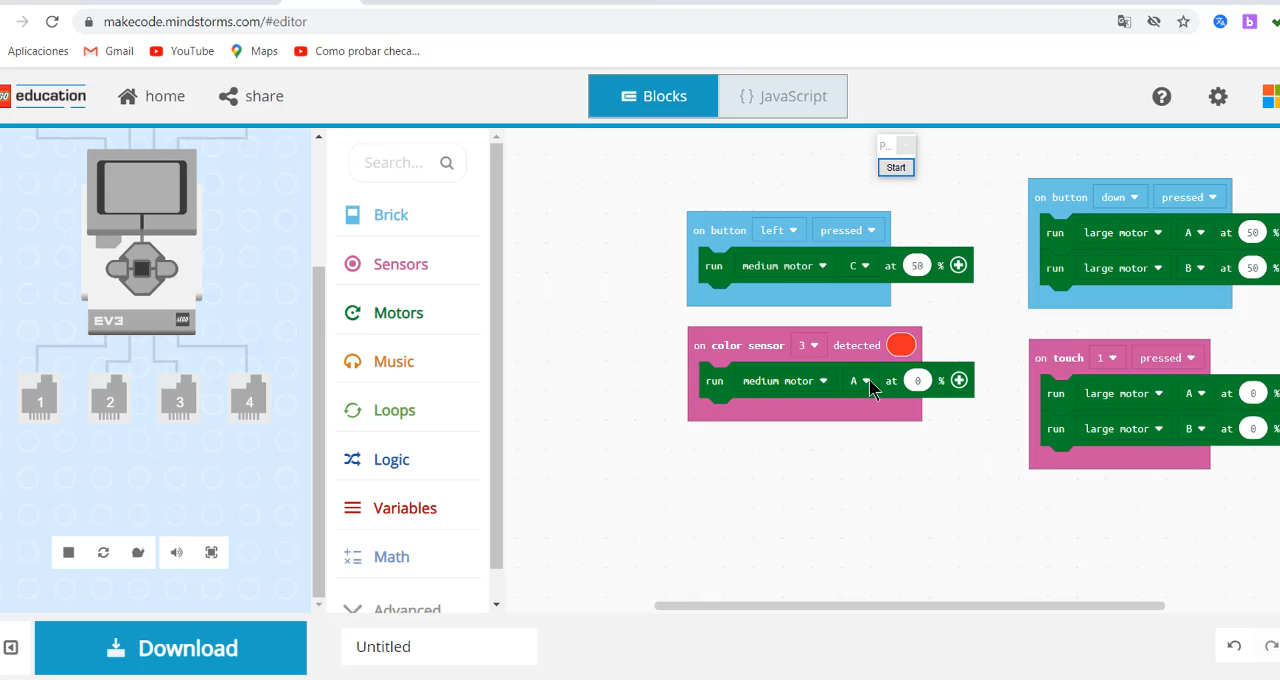 makecode.mindstorms.com/#editor
Aplicaciones Gmail YouTube Maps Como probar checa...
education home share Blocks { } JavaScript ?
P...
Start
Search...
Brick
Sensors
Motors
Music
Loops
Logic
Variables
Math
Advanced
EV3
1 2 3 4
on button left pressed
run medium motor C at 50 %
on color sensor 3 detected
run medium motor A at 0 %
on button down pressed
run large motor A at 50 %
run large motor B at 50 %
on touch 1 pressed
run large motor A at 0 %
run large motor B at 0 %
Download
Untitled